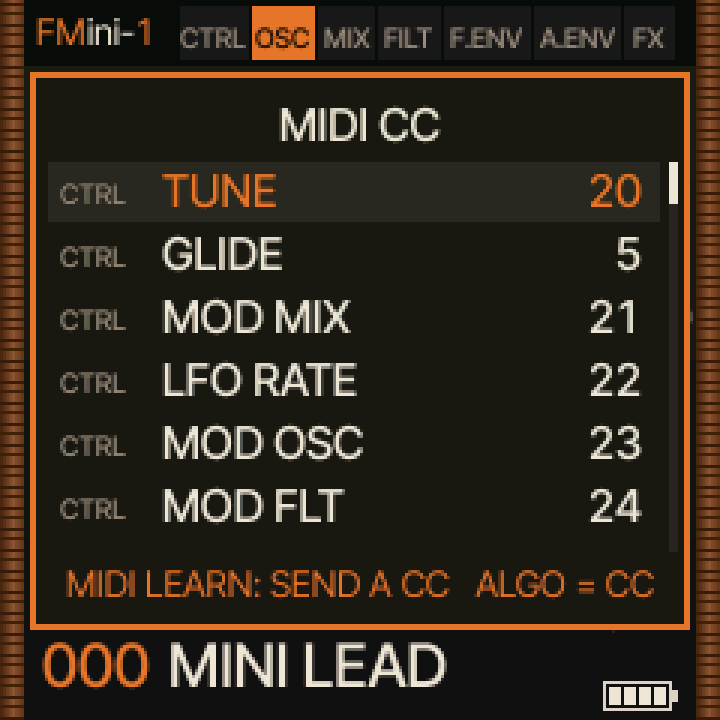 FMini-1 CTRL OSC MIX FILT F.ENV A.ENV FX
MIDI CC
CTRL TUNE 20
CTRL GLIDE 5
CTRL MOD MIX 21
CTRL LFO RATE 22
CTRL MOD OSC 23
CTRL MOD FLT 24
MIDI LEARN: SEND A CC ALGO = CC
000 MINI LEAD